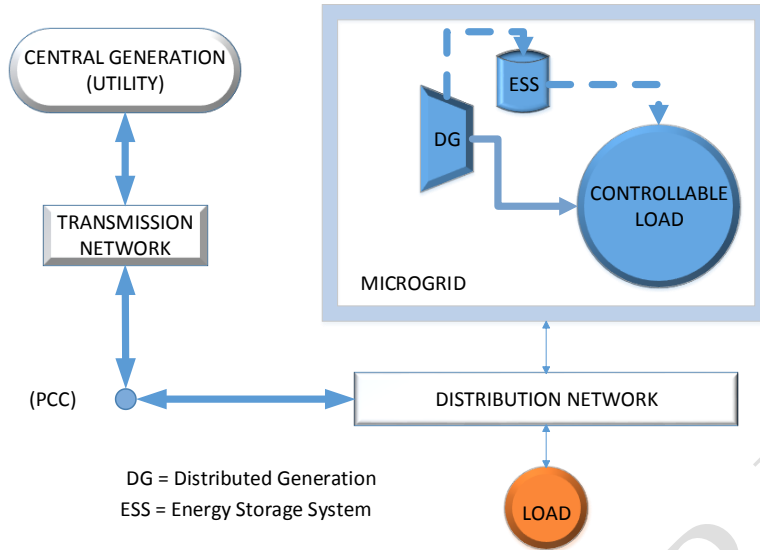 CENTRAL GENERATION
(UTILITY)
ESS
DG
CONTROLLABLE
LOAD
TRANSMISSION
NETWORK
MICROGRID
(PCC)
DISTRIBUTION NETWORK
DG = Distributed Generation
ESS = Energy Storage System
LOAD